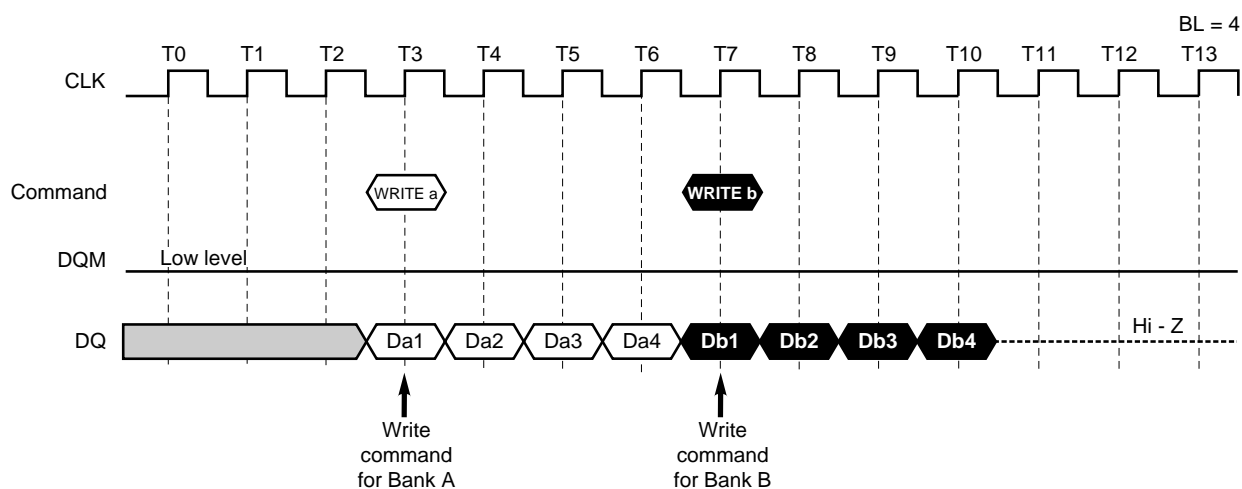 BL = 4
T0 T1 T2 T3 T4 T5 T6 T7 T8 T9 T10 T11 T12 T13
CLK
Command
WRITE a
WRITE b
DQM
Low level
DQ
Da1 Da2 Da3 Da4 Db1 Db2 Db3 Db4
Hi - Z
Write
command
for Bank A
Write
command
for Bank B